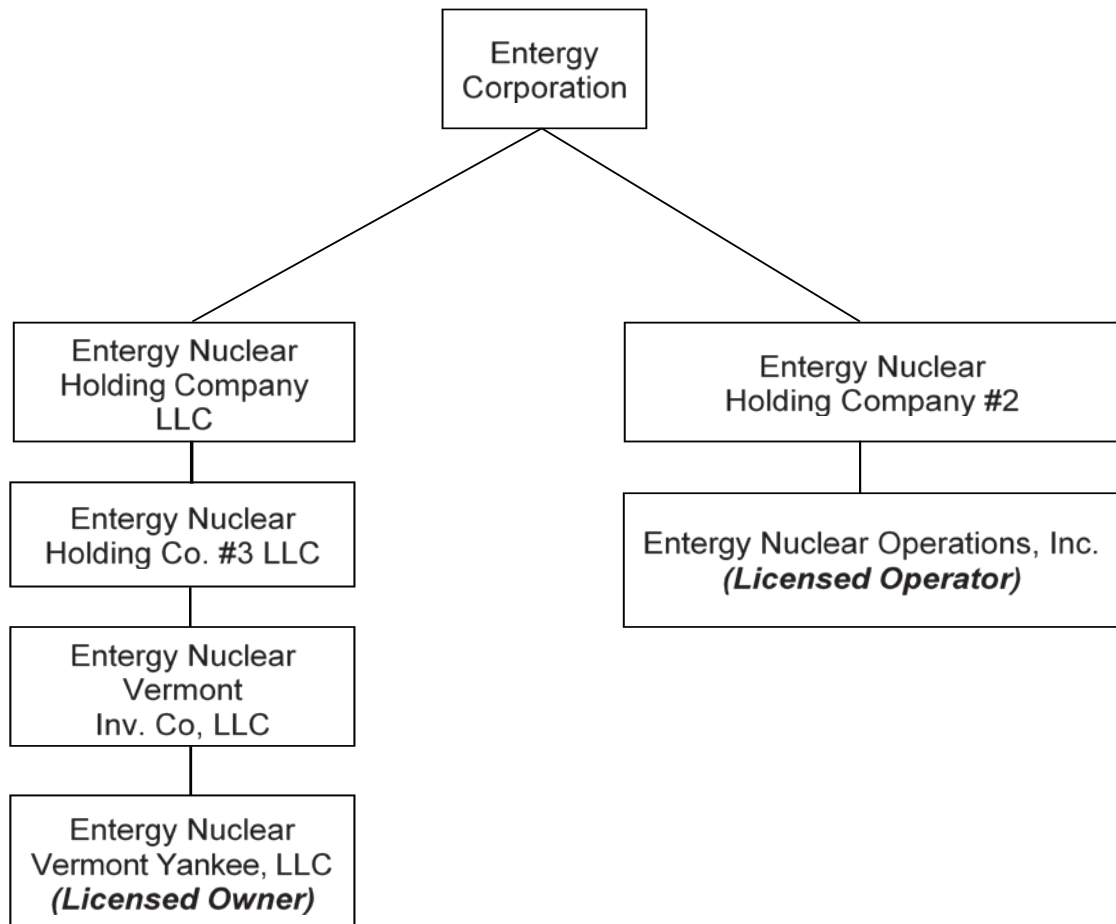 Entergy
Corporation
Entergy Nuclear
Holding Company
LLC
Entergy Nuclear
Holding Company #2
Entergy Nuclear
Holding Co. #3 LLC
Entergy Nuclear Operations, Inc.
(Licensed Operator)
Entergy Nuclear
Vermont
Inv. Co, LLC
Entergy Nuclear
Vermont Yankee, LLC
(Licensed Owner)